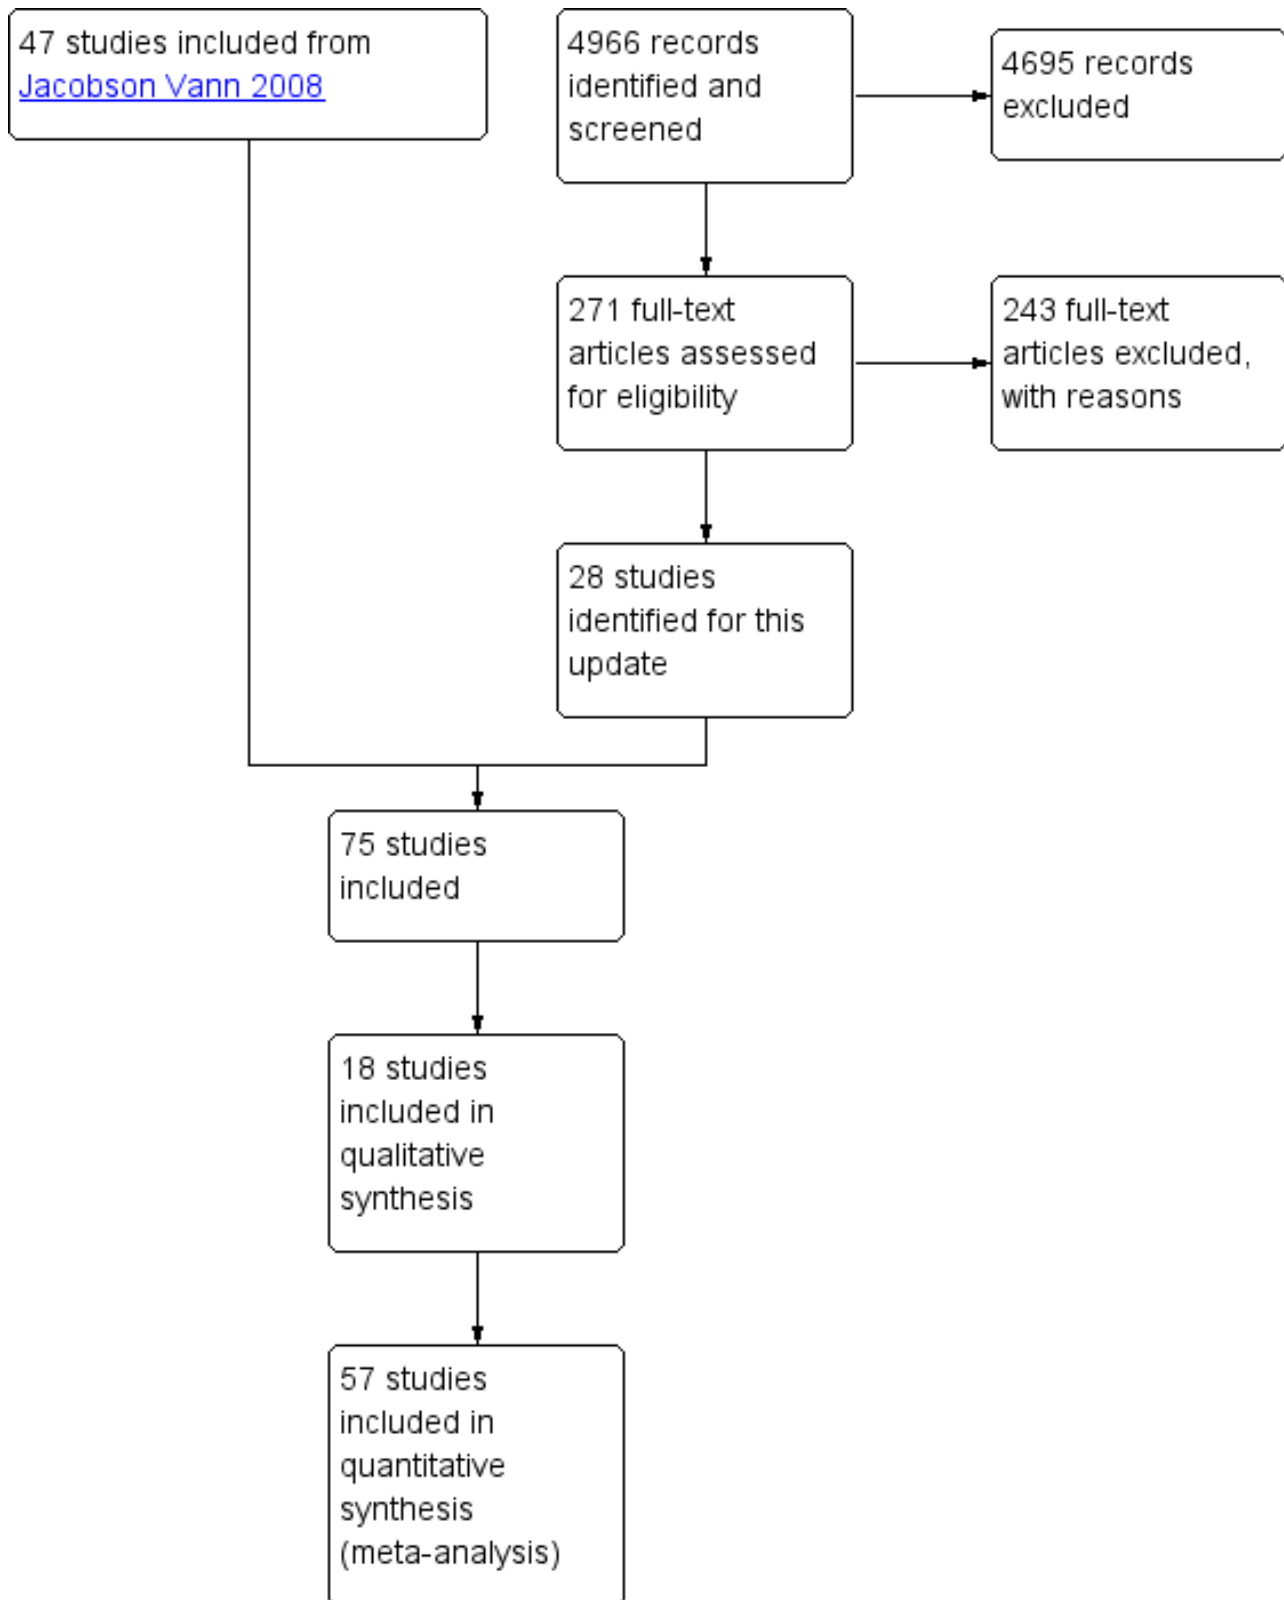 47 studies included from
Jacobson Vann 2008
4966 records
identified and
screened
4695 records
excluded
271 full-text
articles assessed
for eligibility
243 full-text
articles excluded,
with reasons
28 studies
identified for this
update
75 studies
included
18 studies
included in
qualitative
synthesis
57 studies
included in
quantitative
synthesis
(meta-analysis)